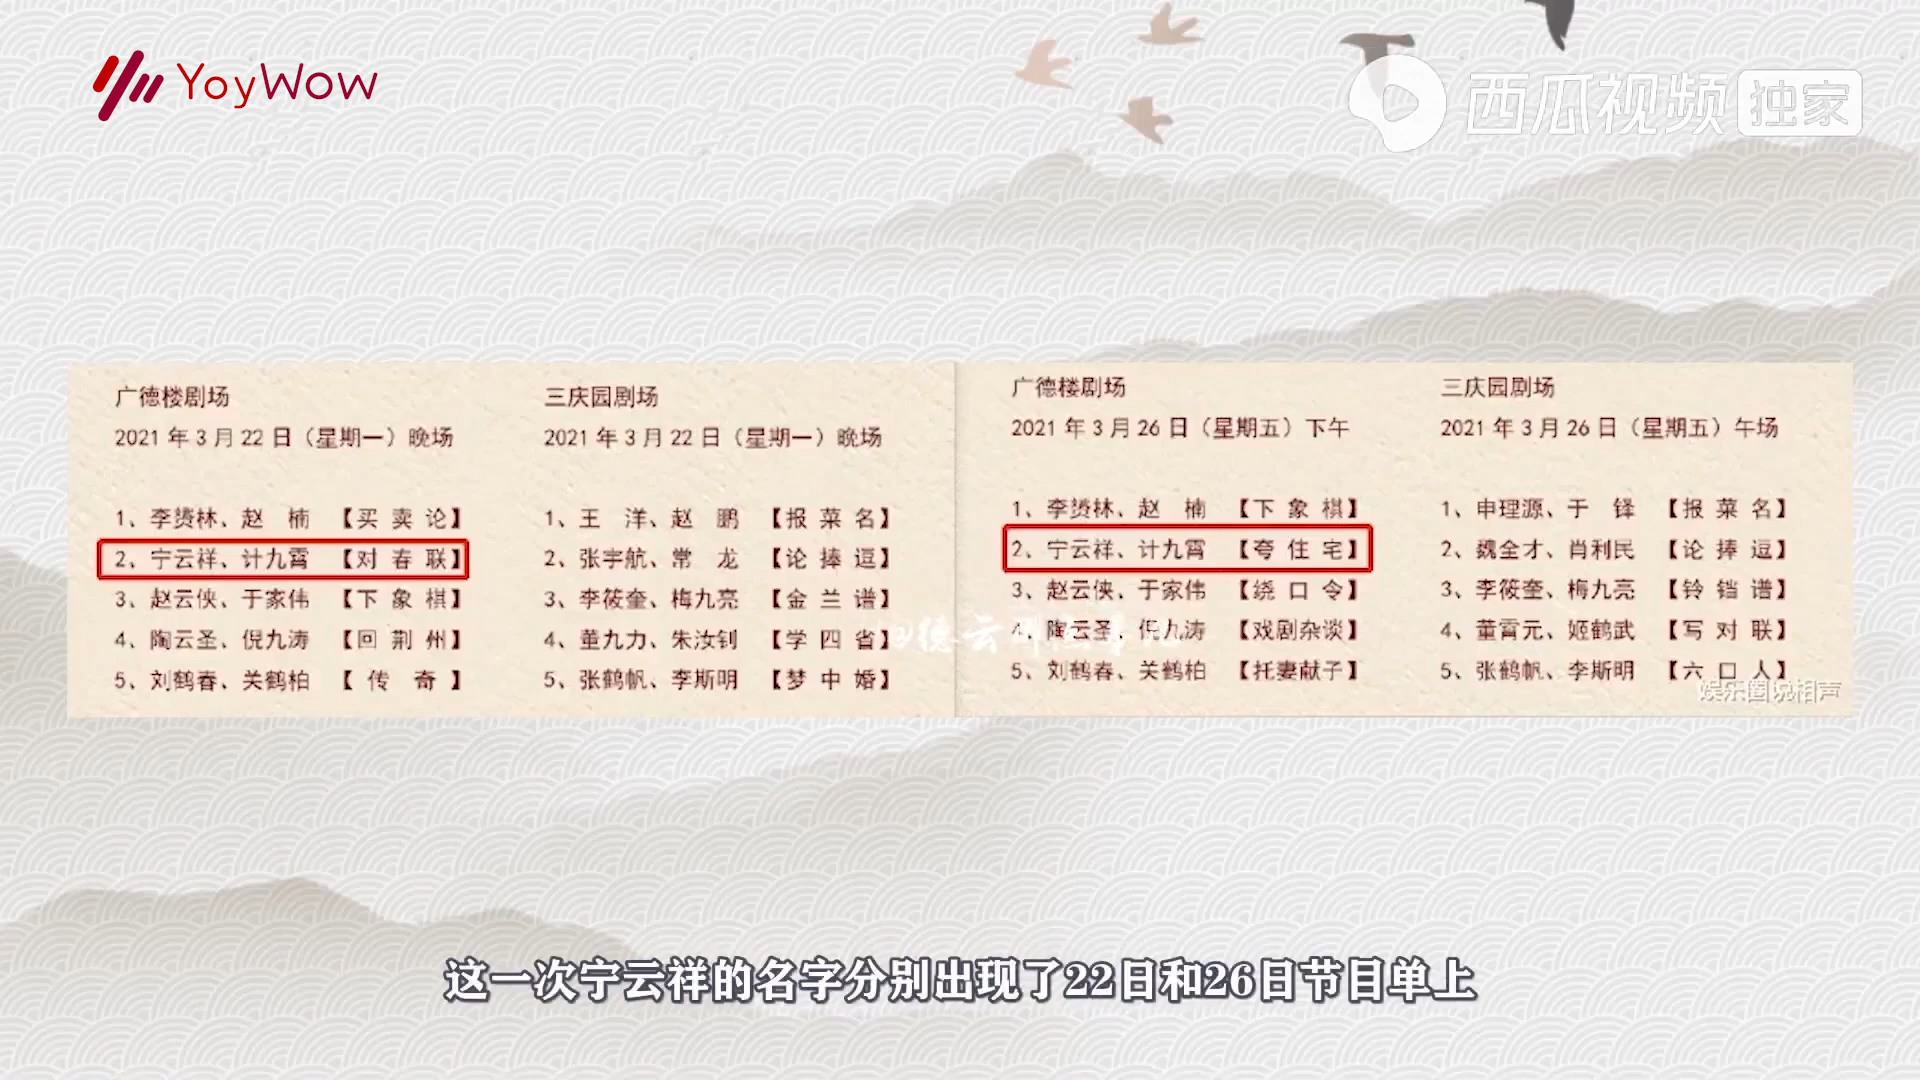 YoyWow
西瓜视频 独家
广德楼剧场
2021 年 3 月 22 日（星期一）晚场
1、李赟林、赵 楠 【买 卖 论】
2、宁云祥、计九霄 【对 春 联】
3、赵云侠、于家伟 【下 象 棋】
4、陶云圣、倪九涛 【回 荆 州】
5、刘鹤春、关鹤柏 【 传 奇 】
三庆园剧场
2021 年 3 月 22 日（星期一）晚场
1、王 洋、赵 鹏 【报 菜 名】
2、张宇航、常 龙 【论 捧 逗】
3、李筱奎、梅九亮 【金 兰 谱】
4、董九力、朱汝钊 【学 四 省】
5、张鹤帆、李斯明 【梦 中 婚】
广德楼剧场
2021 年 3 月 26 日（星期五）下午
1、李赟林、赵 楠 【下 象 棋】
2、宁云祥、计九霄 【夸 住 宅】
3、赵云侠、于家伟 【绕 口 令】
4、陶云圣、倪九涛 【戏剧杂谈】
5、刘鹤春、关鹤柏 【托妻献子】
三庆园剧场
2021 年 3 月 26 日（星期五）午场
1、申理源、于 铎 【报 菜 名】
2、魏全才、肖利民 【论 捧 逗】
3、李筱奎、梅九亮 【铃 铛 谱】
4、董霄元、姬鹤武 【写 对 联】
5、张鹤帆、李斯明 【六 口 人】
娱乐圈说相声
这一次宁云祥的名字分别出现了22日和26日节目单上